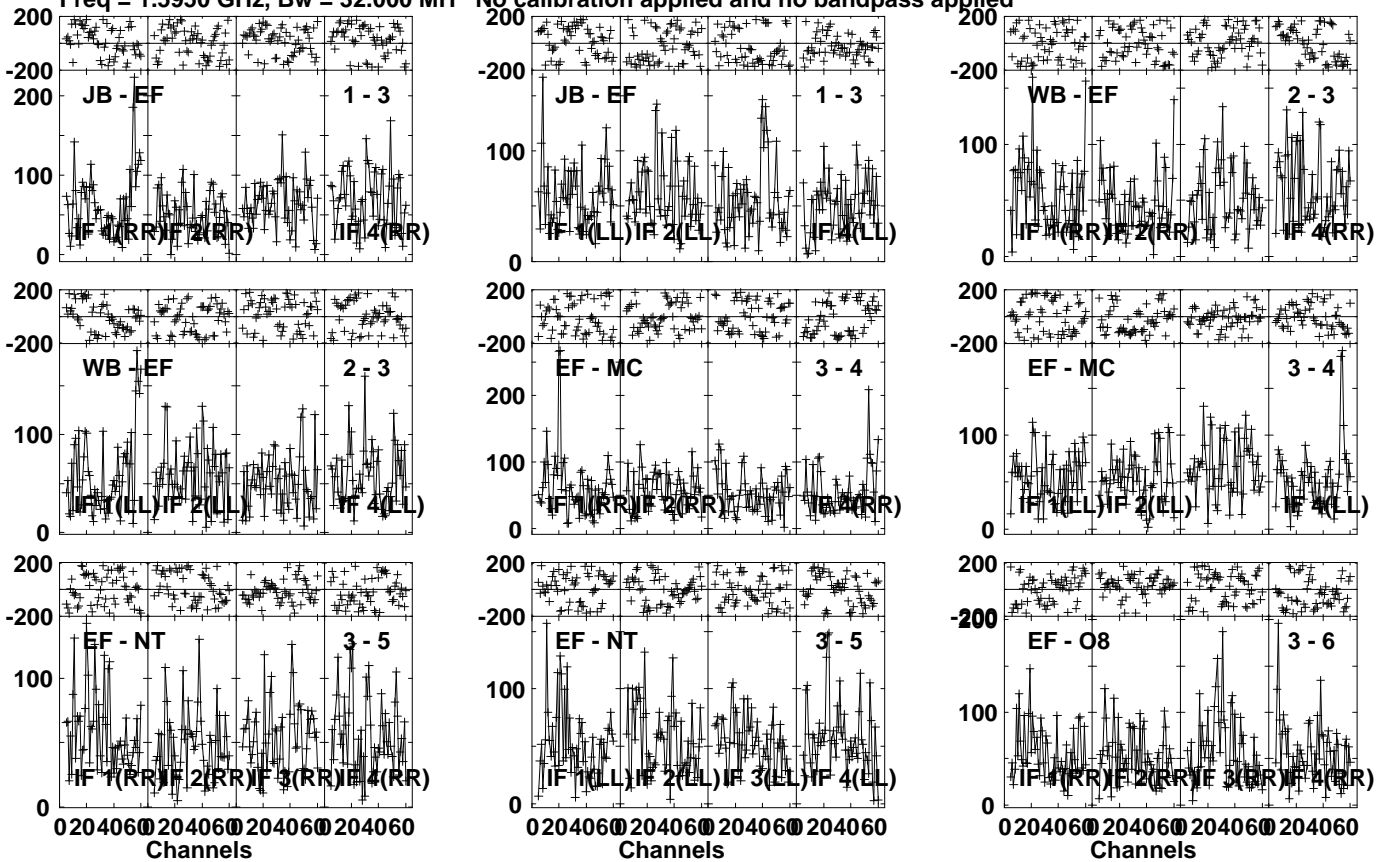 Freq = 1.5950 GHz, Bw = 32.000 MH No calibration applied and no bandpass applied
200 200 200
-200 -200 -200
JB - EF 1 - 3 JB - EF 1 - 3 WB - EF 2 - 3
200
100 100 100
0 0 0
IF 1(RR) IF 2(RR) IF 4(RR) IF 1(LL) IF 2(LL) IF 4(LL) IF 1(RR) IF 2(RR) IF 4(RR)
200 200 200
-200 -200 -200
WB - EF 2 - 3 EF - MC 3 - 4 EF - MC 3 - 4
200
100 100 100
0 0 0
IF 1(LL) IF 2(LL) IF 4(LL) IF 1(RR) IF 2(RR) IF 4(RR) IF 1(LL) IF 2(LL) IF 4(LL)
200 200 200
-200 -200 -200
200
EF - NT 3 - 5 EF - NT 3 - 5 EF - O8 3 - 6
100 100 100
0 0 0
IF 1(RR) IF 2(RR) IF 3(RR) IF 4(RR) IF 1(LL) IF 2(LL) IF 3(LL) IF 4(LL) IF 1(RR) IF 2(RR) IF 3(RR) IF 4(RR)
0 20 40 60 0 20 40 60 0 20 40 60 0 20 40 60 0 20 40 60 0 20 40 60 0 20 40 60 0 20 40 60 0 20 40 60 0 20 40 60 0 20 40 60 0 20 40 60
Channels Channels Channels